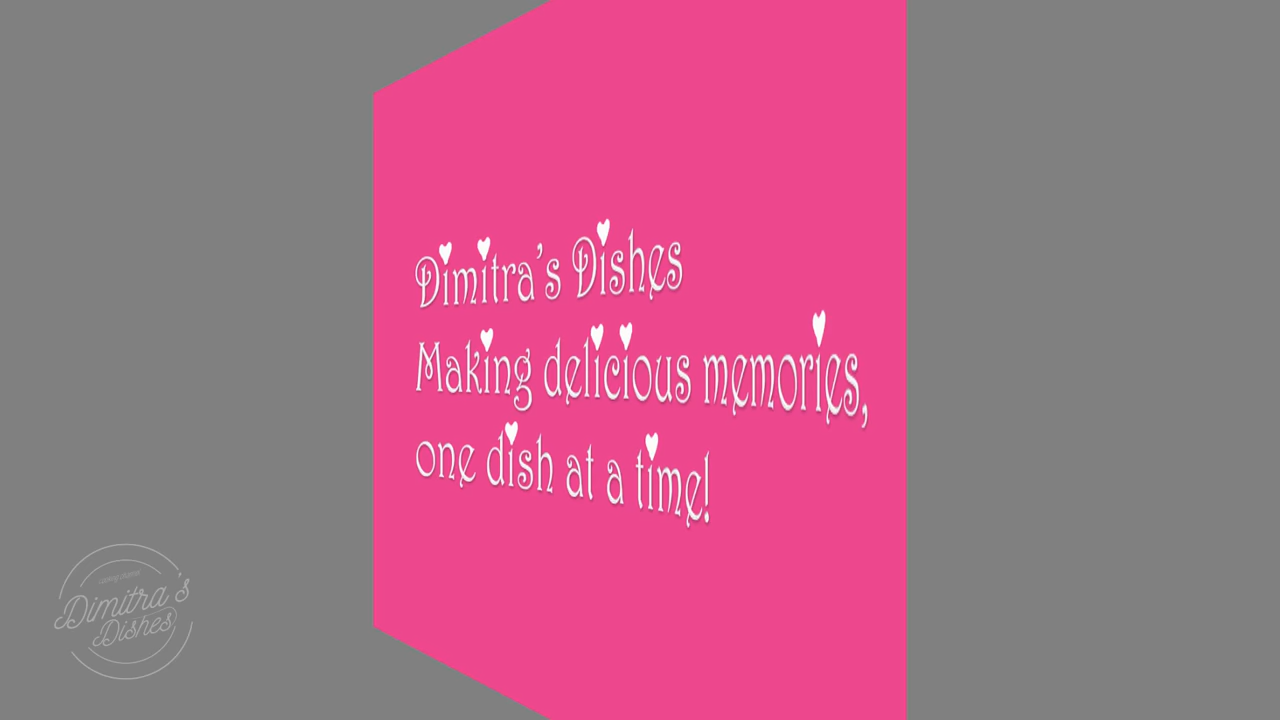 Dimitra's Dishes
Making delicious memories,
one dish at a time!
Dimitra's
Dishes